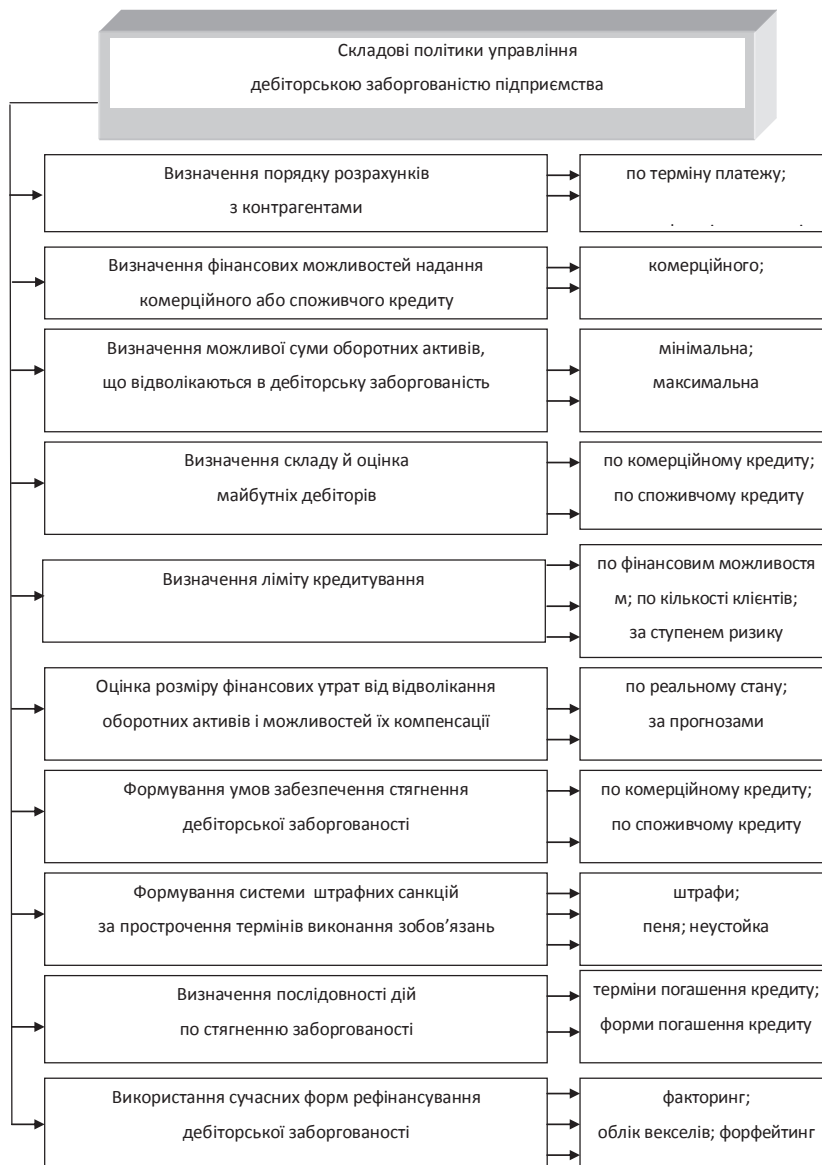 Складові політики управління
дебіторською заборгованістю підприємства
Визначення порядку розрахунків
з контрагентами
по терміну платежу;
Визначення фінансових можливостей надання
комерційного або споживчого кредиту
комерційного;
Визначення можливої суми оборотних активів,
що відволікаються в дебіторську заборгованість
мінімальна;
максимальна
Визначення складу й оцінка
майбутніх дебіторів
по комерційному кредиту;
по споживчому кредиту
Визначення ліміту кредитування
по фінансовим можливостя
м; по кількості клієнтів;
за ступенем ризику
Оцінка розміру фінансових утрат від відволікання
оборотних активів і можливостей їх компенсації
по реальному стану;
за прогнозами
Формування умов забезпечення стягнення
дебіторської заборгованості
по комерційному кредиту;
по споживчому кредиту
Формування системи штрафних санкцій
за прострочення термінів виконання зобов’язань
штрафи;
пеня; неустойка
Визначення послідовності дій
по стягненню заборгованості
терміни погашення кредиту;
форми погашення кредиту
Використання сучасних форм рефінансування
дебіторської заборгованості
факторинг;
облік векселів; форфейтинг